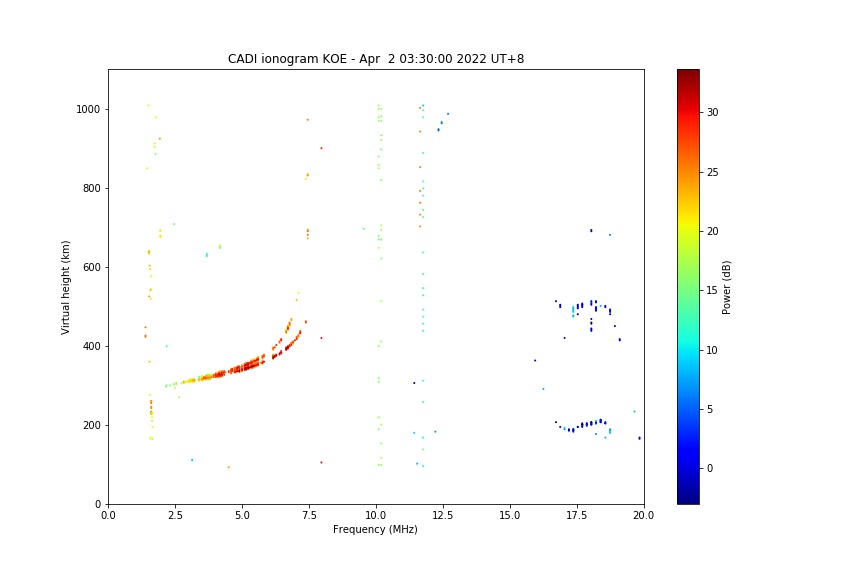 CADI ionogram KOE - Apr  2 03:30:00 2022 UT+8
1000
800
600
400
200
0
Virtual height (km)
0.0 2.5 5.0 7.5 10.0 12.5 15.0 17.5 20.0
Frequency (MHz)
30
25
20
15
10
5
0
Power (dB)